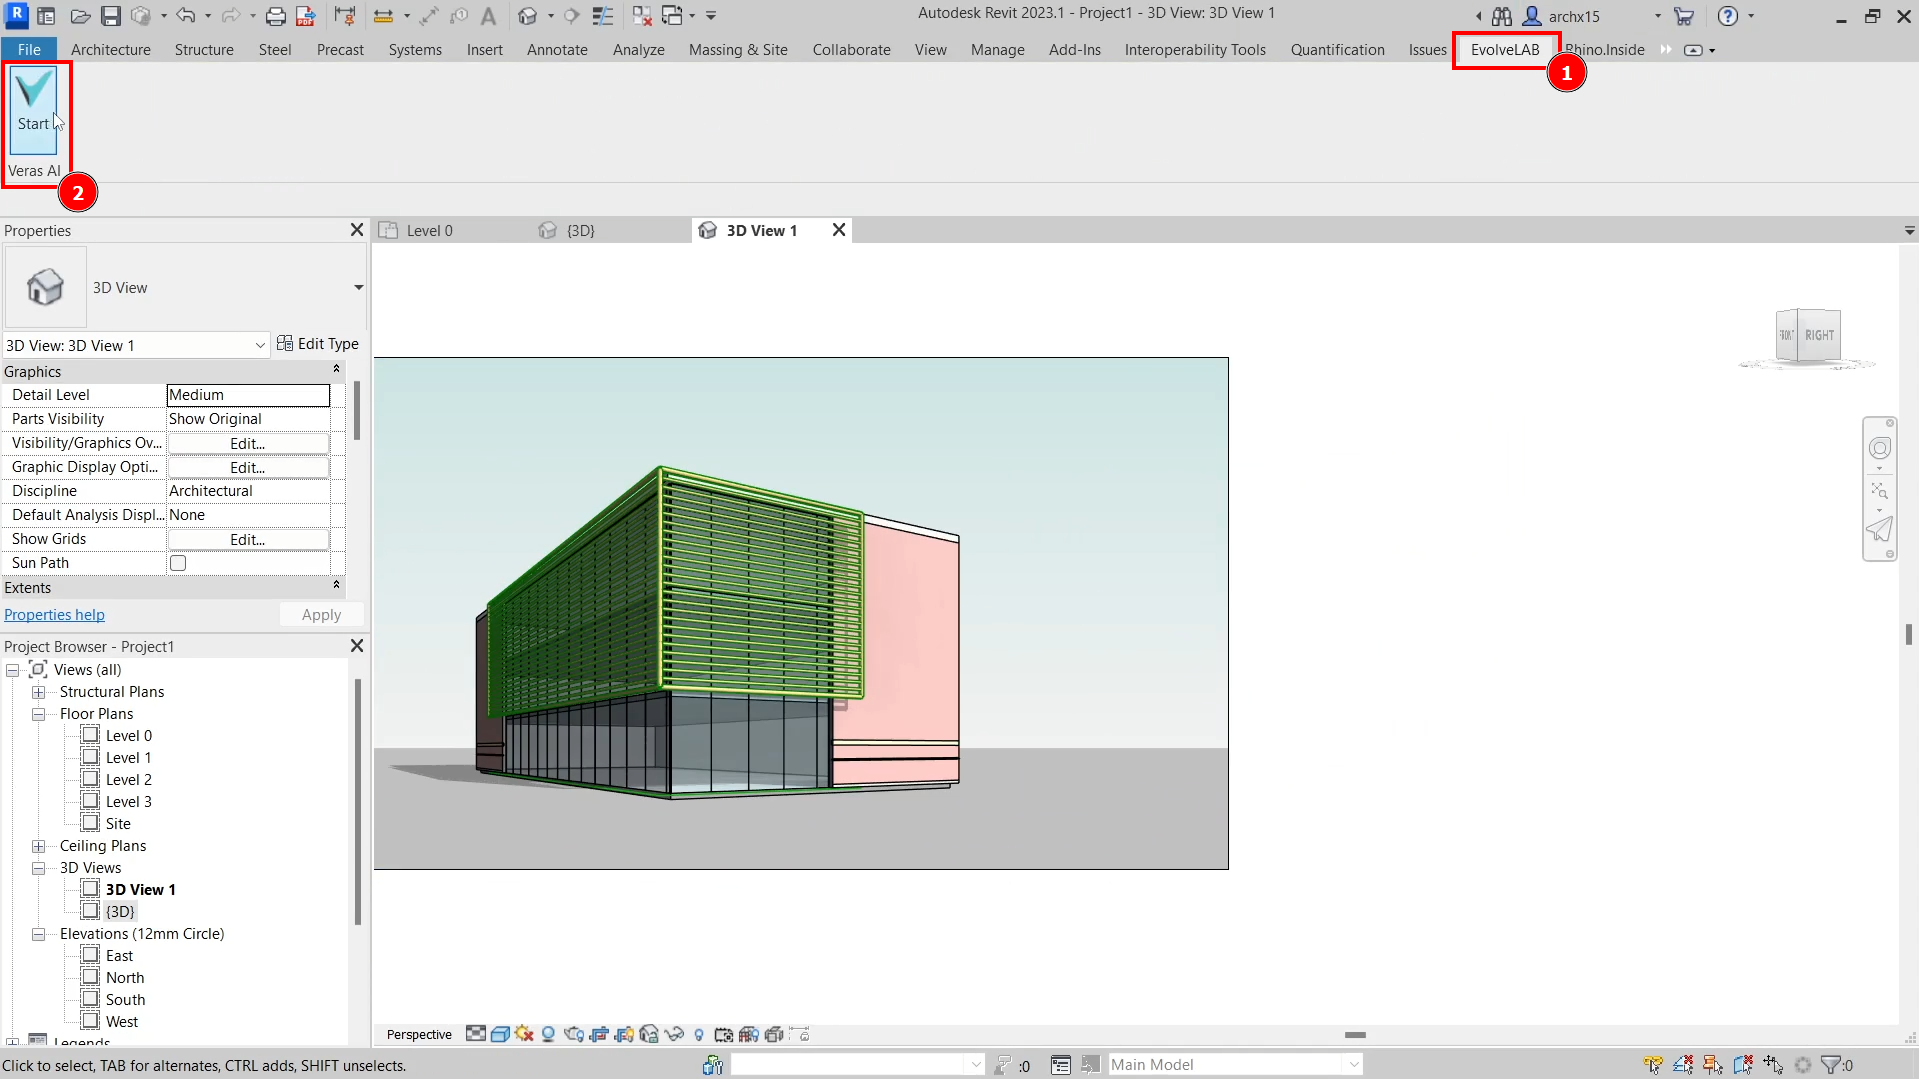 R
Autodesk Revit 2023.1 - Project1 - 3D View: 3D View 1
archx15
File
Architecture
Structure
Steel
Precast
Systems
Insert
Annotate
Analyze
Massing & Site
Collaborate
View
Manage
Add-Ins
Interoperability Tools
Quantification
Issues
EvolveLAB
Rhino.Inside
1
Start
Veras AI
2
Properties
3D View
3D View: 3D View 1
Edit Type
Graphics
Detail Level Medium
Parts Visibility Show Original
Visibility/Graphics Ov... Edit...
Graphic Display Opti... Edit...
Discipline Architectural
Default Analysis Displ... None
Show Grids Edit...
Sun Path
Extents
Properties help
Apply
Project Browser - Project1
Views (all)
Structural Plans
Floor Plans
Level 0
Level 1
Level 2
Level 3
Site
Ceiling Plans
3D Views
3D View 1
{3D}
Elevations (12mm Circle)
East
North
South
West
Legends
Level 0
{3D}
3D View 1
FRONT
RIGHT
Perspective
Click to select, TAB for alternates, CTRL adds, SHIFT unselects.
:0
Main Model
:0